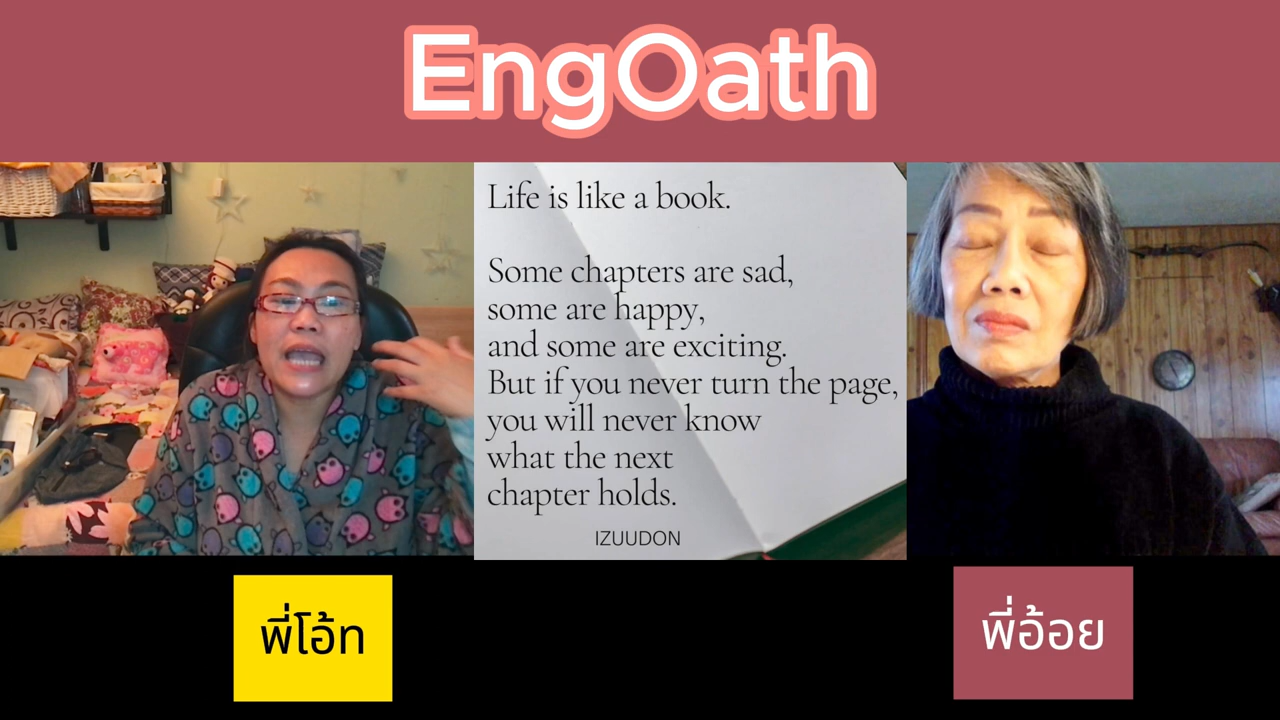 EngOath
Life is like a book.
Some chapters are sad,
some are happy,
and some are exciting.
But if you never turn the page,
you will never know
what the next
chapter holds.
IZUUDON
พี่โอ้ท
พี่อ้อย